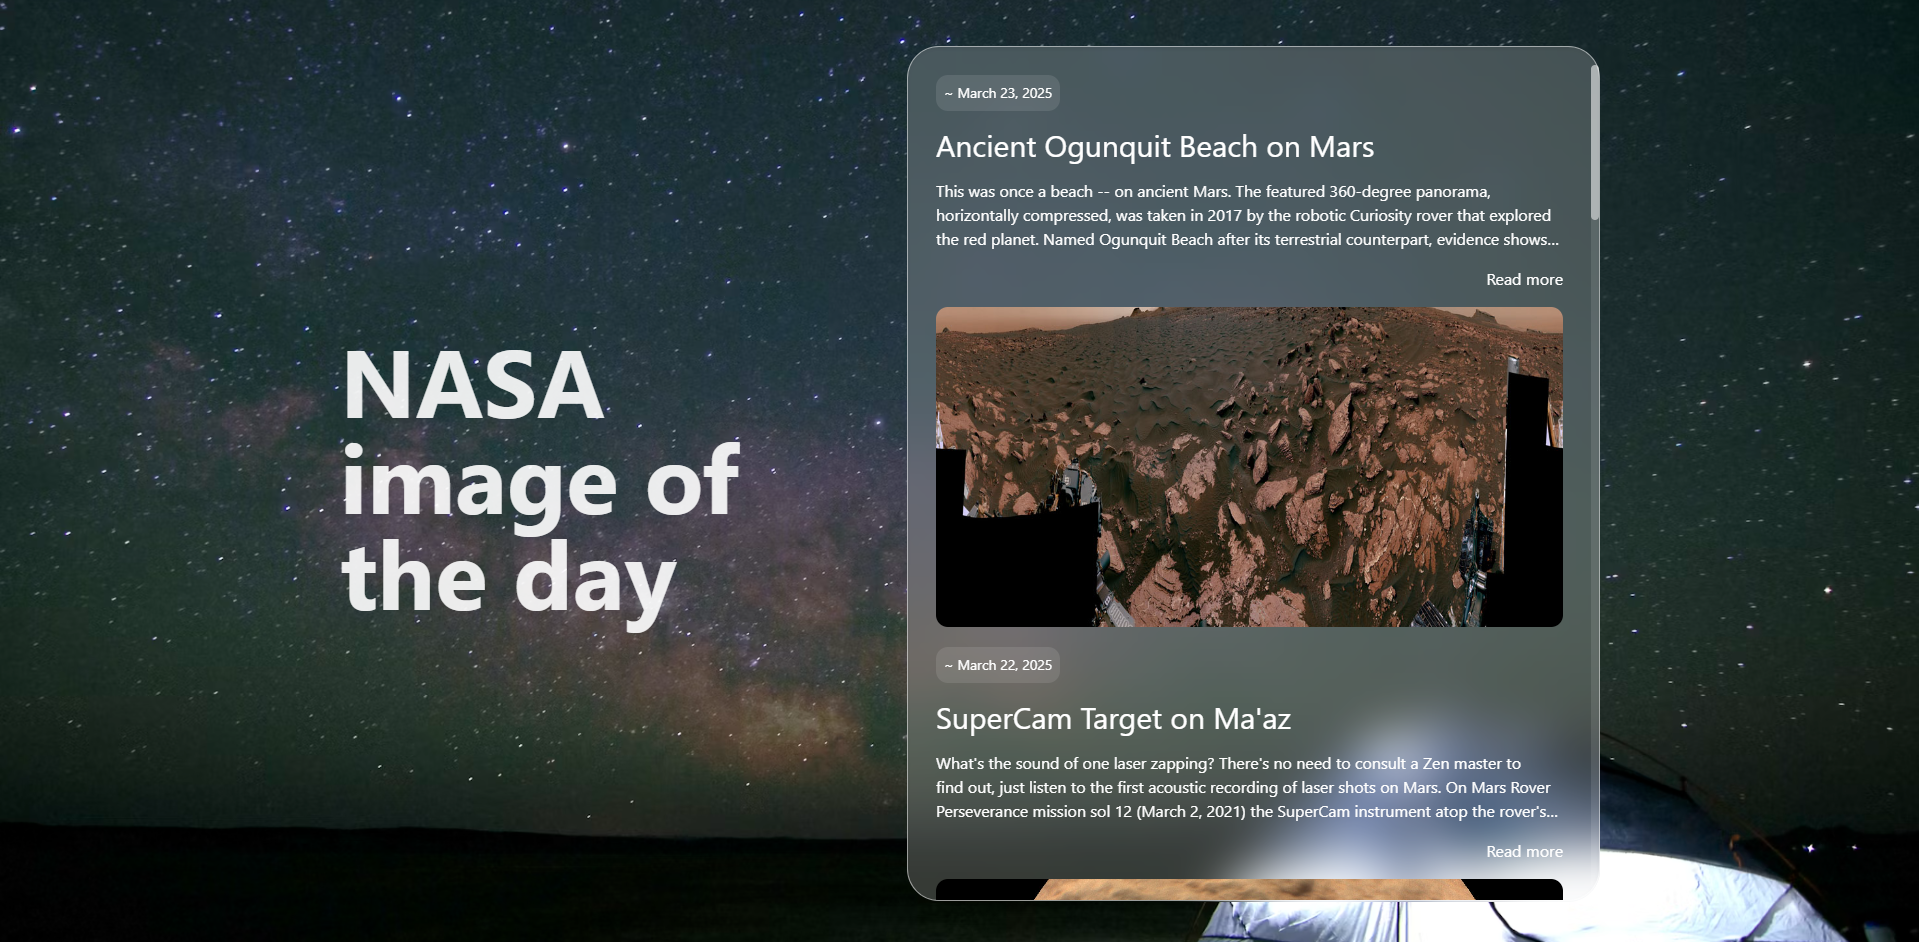 NASA
image of
the day
~ March 23, 2025
Ancient Ogunquit Beach on Mars
This was once a beach -- on ancient Mars. The featured 360-degree panorama,
horizontally compressed, was taken in 2017 by the robotic Curiosity rover that explored
the red planet. Named Ogunquit Beach after its terrestrial counterpart, evidence shows...
Read more
~ March 22, 2025
SuperCam Target on Ma'az
What's the sound of one laser zapping? There's no need to consult a Zen master to
find out, just listen to the first acoustic recording of laser shots on Mars. On Mars Rover
Perseverance mission sol 12 (March 2, 2021) the SuperCam instrument atop the rover's...
Read more